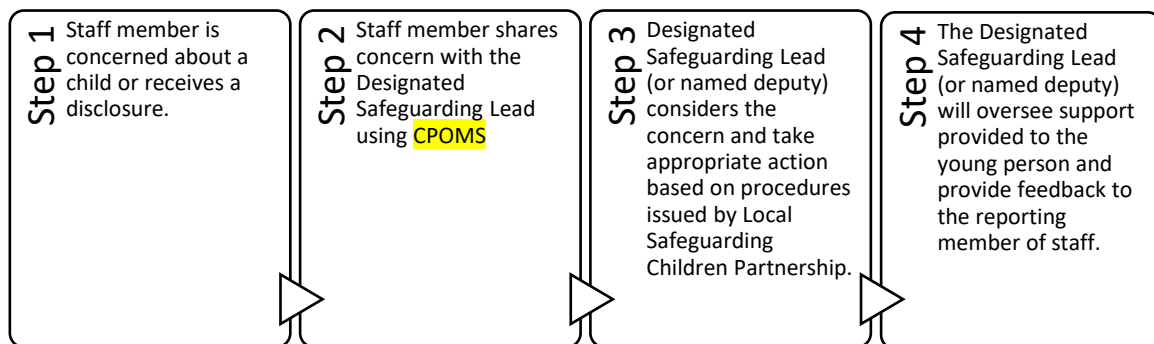 Step 1
Staff member is
concerned about a
child or receives a
disclosure.
Step 2
Staff member shares
concern with the
Designated
Safeguarding Lead
using CPOMS
Step 3
Designated
Safeguarding Lead
(or named deputy)
considers the
concern and take
appropriate action
based on procedures
issued by Local
Safeguarding
Children Partnership.
Step 4
The Designated
Safeguarding Lead
(or named deputy)
will oversee support
provided to the
young person and
provide feedback to
the reporting
member of staff.